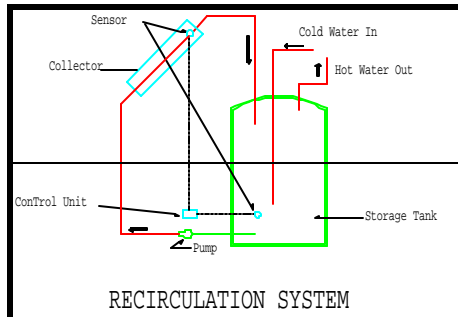 Sensor
Cold Water In
Collector
Hot Water Out
ConTrol Unit
Storage Tank
Pump
RECIRCULATION SYSTEM